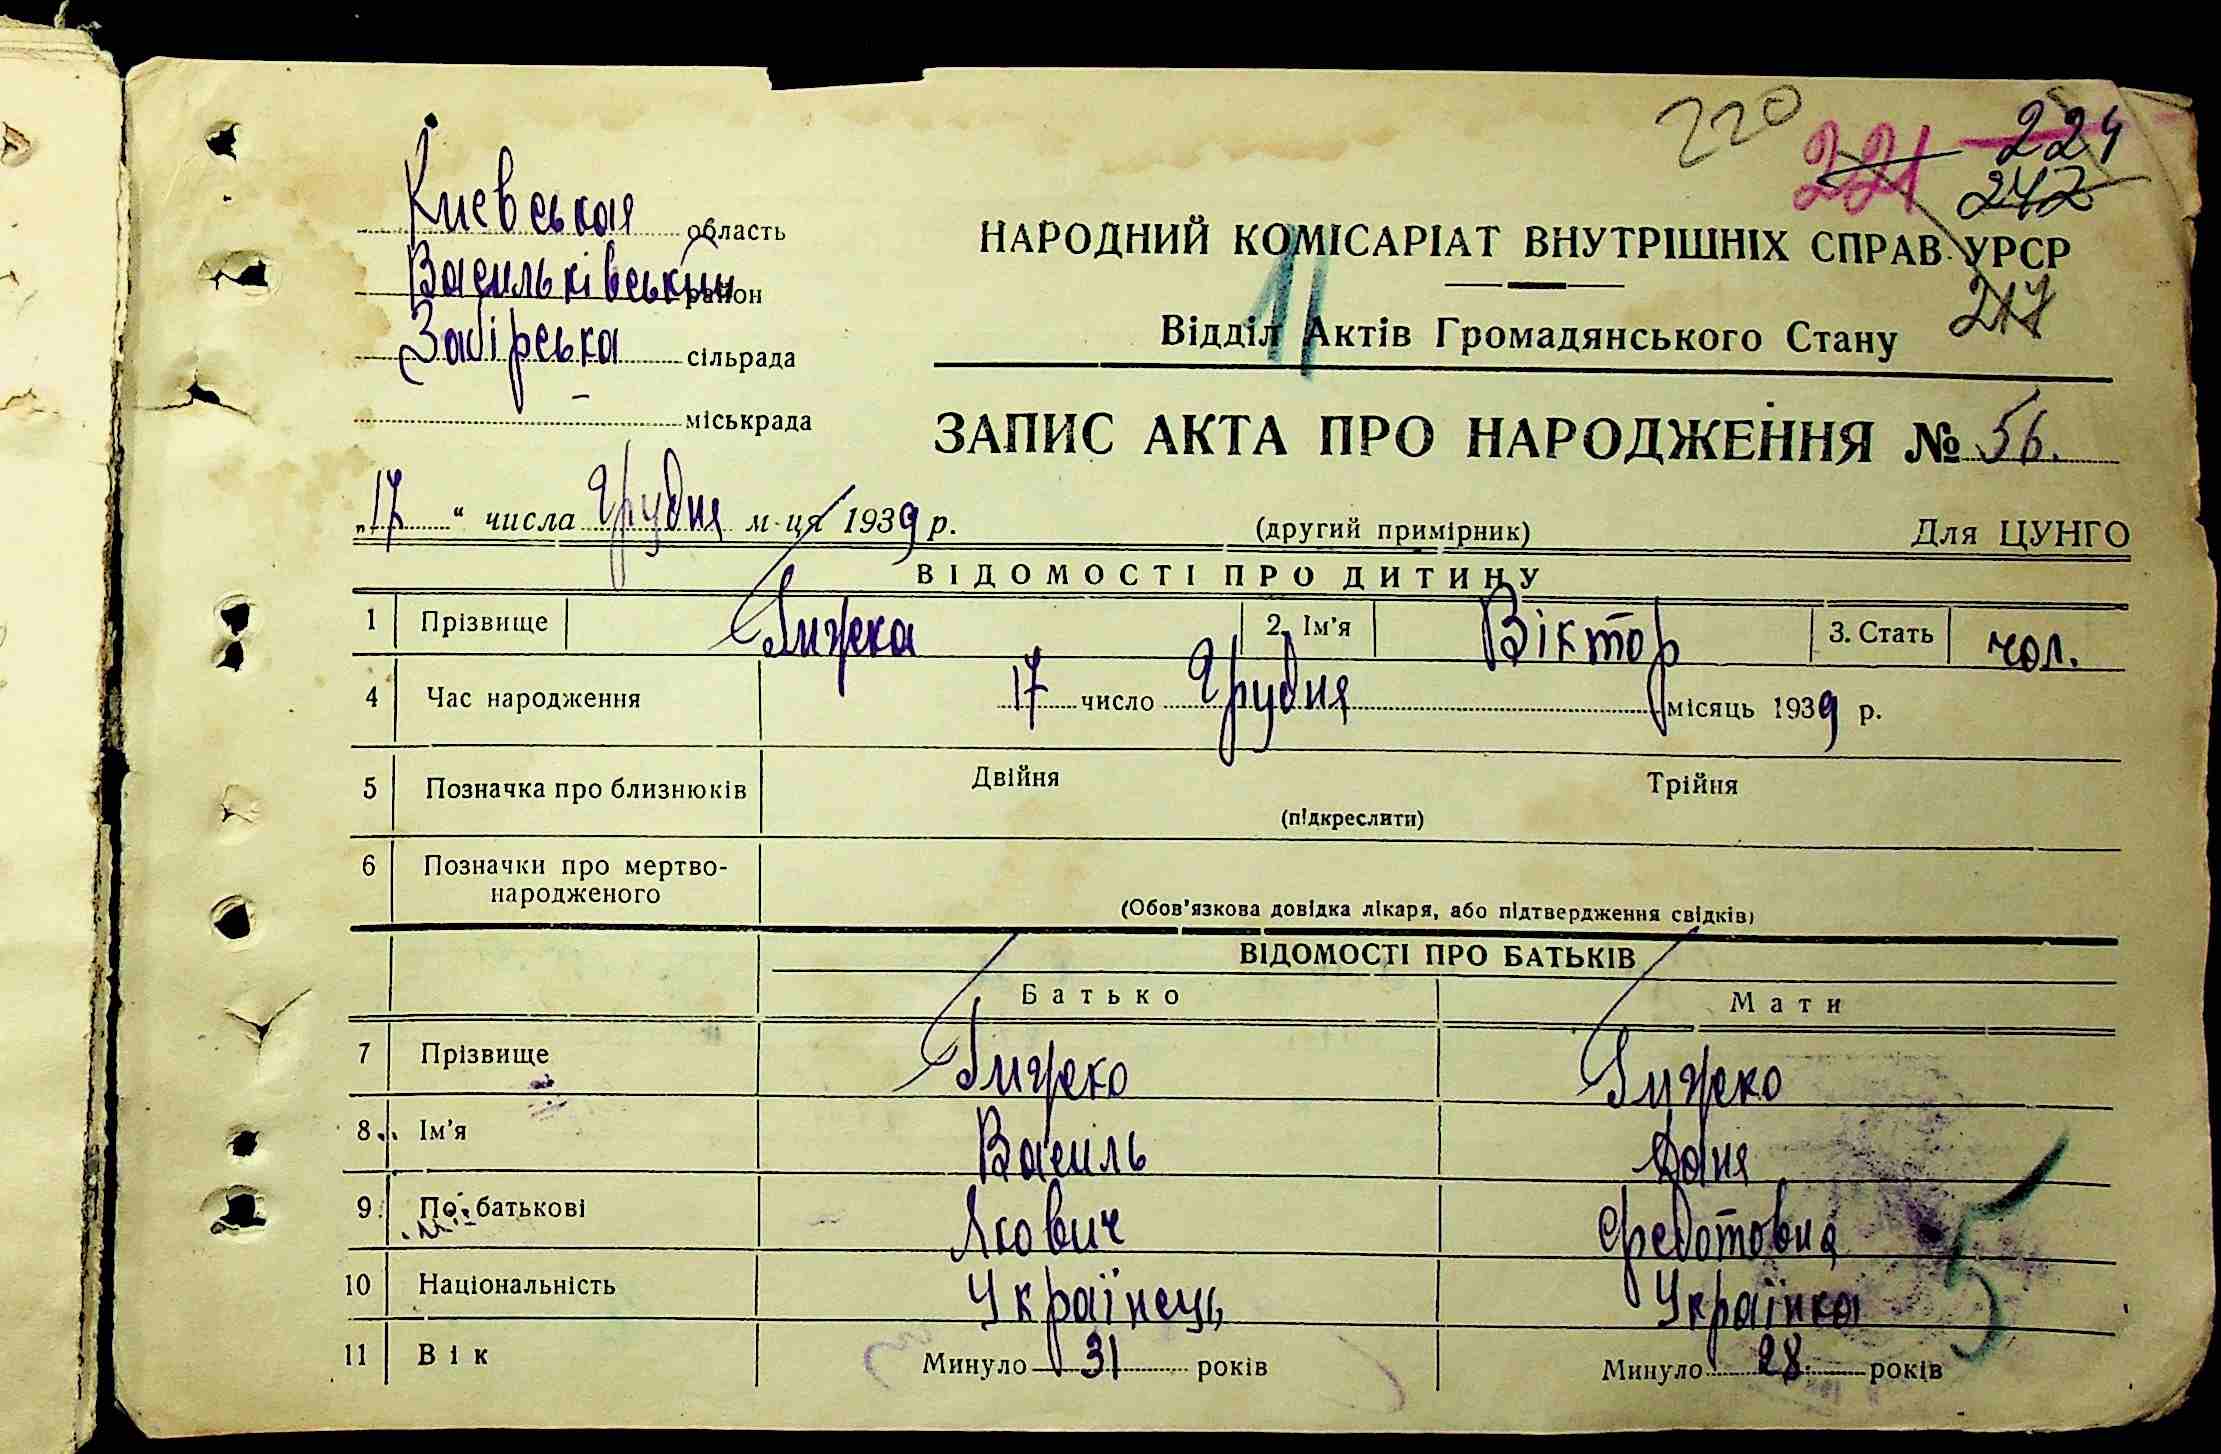 220
221 224
242
Киевськая область
Васильківський район
Забірська сільрада
міськрада
НАРОДНИЙ КОМІСАРІАТ ВНУТРІШНІХ СПРАВ УРСР
217
Відділ Актів Громадянського Стану
11
ЗАПИС АКТА ПРО НАРОДЖЕННЯ № 56.
„17“ числа Грудня м-ця 1939 р. (другий примірник) Для ЦУНГО
ВІДОМОСТІ ПРО ДИТИНУ
1 Прізвище 2. Ім'я Віктор 3. Стать чол.
4 Час народження 17 число Грудня місяць 1939 р.
5 Позначка про близнюків Двійня Трійня
(підкреслити)
6 Позначки про мертво-
народженого
(Обов'язкова довідка лікаря, або підтвердження свідків)
ВІДОМОСТІ ПРО БАТЬКІВ
Батько Мати
7 Прізвище
8 Ім'я Василь
9 По-батькові Якович Федотовна
10 Національність Українець Українка
11 Вік Минуло 31 років Минуло 28 років
5